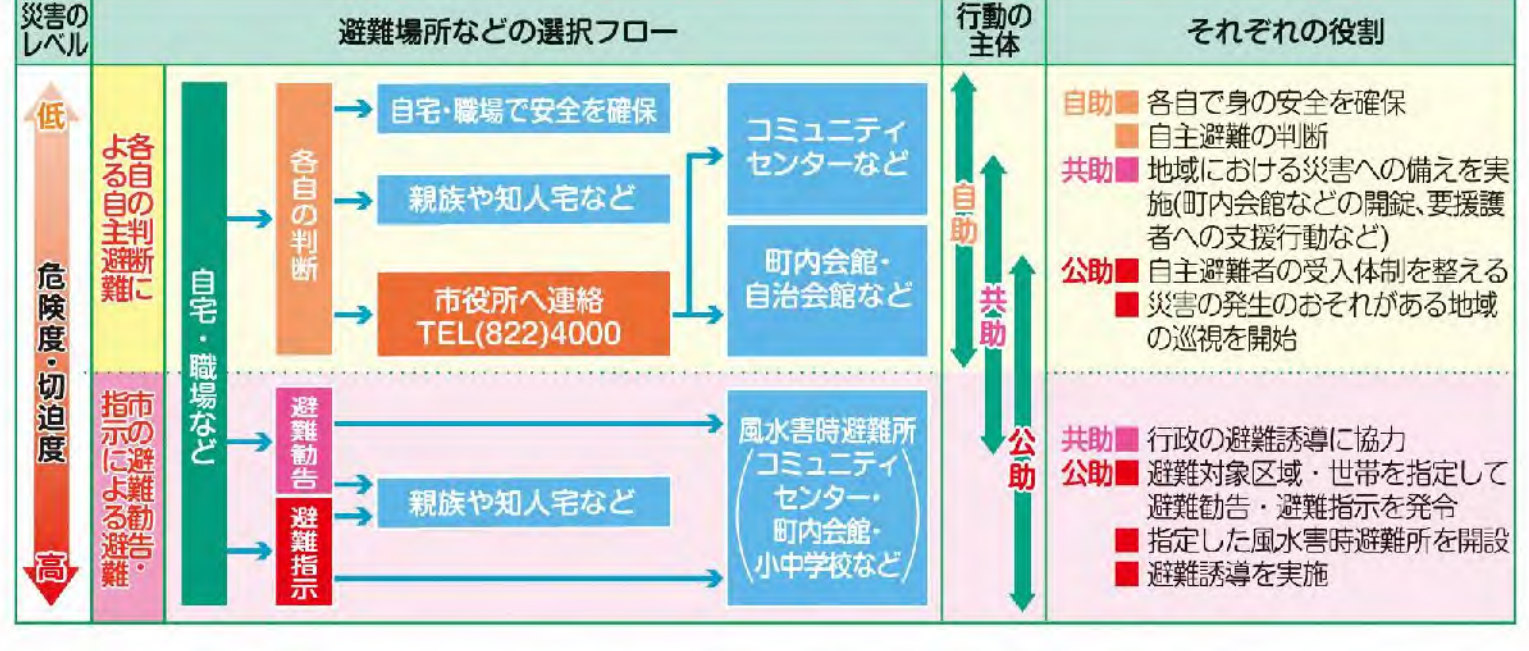 災害の
レベル
避難場所などの選択フロー
行動の
主体
それぞれの役割
低
危険度・切迫度
高
各自の判断に
よる自主避難
市の避難勧告・
指示による避難
自宅・職場など
各自の判断
自宅・職場で安全を確保
親族や知人宅など
市役所へ連絡
TEL(822)4000
コミュニティ
センターなど
町内会館・
自治会館など
避難勧告
避難指示
親族や知人宅など
風水害時避難所
(コミュニティ
センター・
町内会館・
小中学校など)
自助
共助
公助
自助■ 各自で身の安全を確保
■ 自主避難の判断
共助■ 地域における災害への備えを実
施(町内会館などの開錠、要援護
者への支援行動など)
公助■ 自主避難者の受入体制を整える
■ 災害の発生のおそれがある地域
の巡視を開始
共助■ 行政の避難誘導に協力
公助■ 避難対象区域・世帯を指定して
避難勧告・避難指示を発令
■ 指定した風水害時避難所を開設
■ 避難誘導を実施